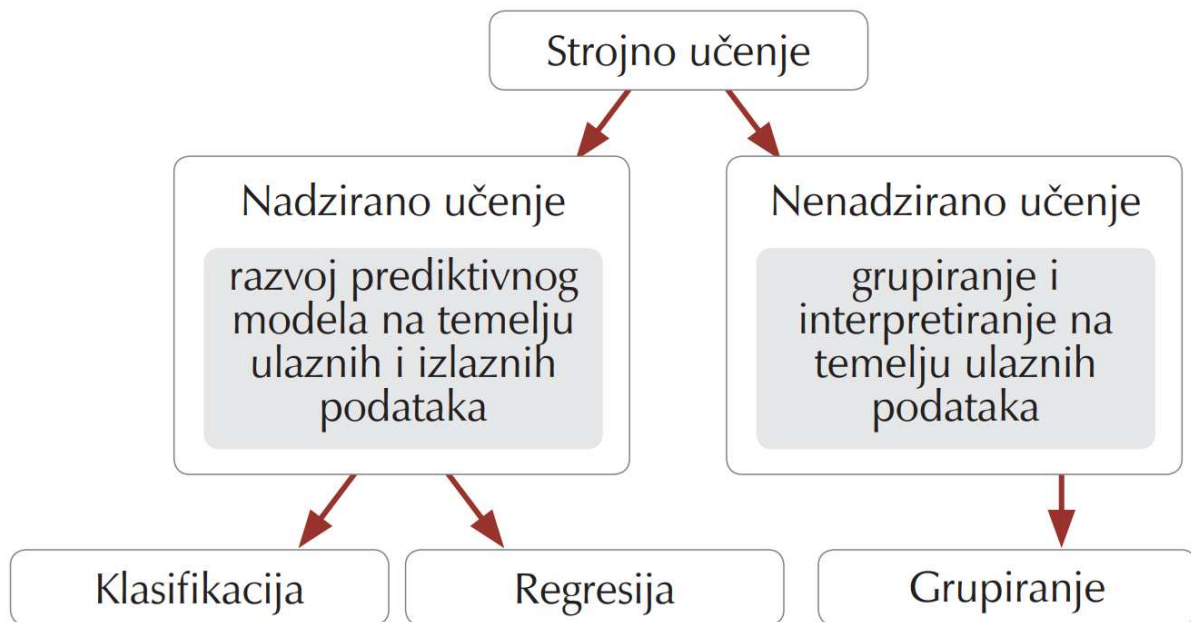 Strojno učenje
Nadzirano učenje
razvoj prediktivnog
modela na temelju
ulaznih i izlaznih
podataka
Nenadzirano učenje
grupiranje i
interpretiranje na
temelju ulaznih
podataka
Klasifikacija
Regresija
Grupiranje